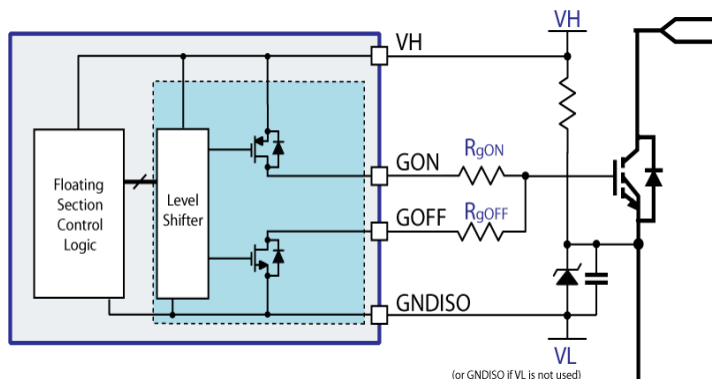 VH
VH
Floating
Section
Control
Logic
Level
Shifter
GON
RgON
GOFF
RgOFF
GNDISO
VL
(or GNDISO if VL is not used)